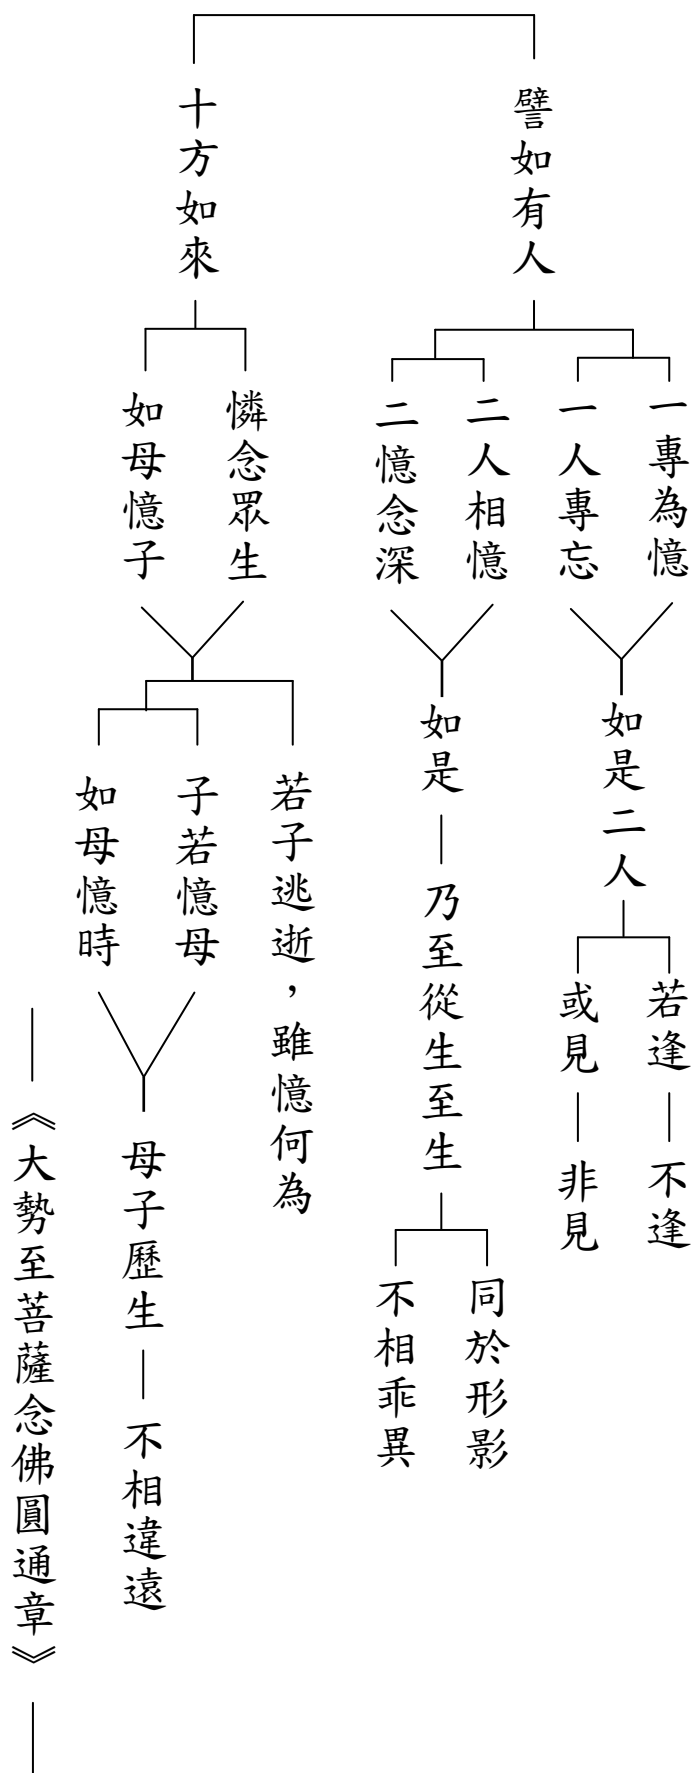 譬如有人
一專為憶
一人專忘
如是二人
若逢
不逢
或見
非見
二人相憶
二憶念深
如是
乃至從生至生
同於形影
不相乖異
十方如來
憐念眾生
如母憶子
若子逃逝，雖憶何為
子若憶母
如母憶時
母子歷生
不相違遠
《大勢至菩薩念佛圓通章》